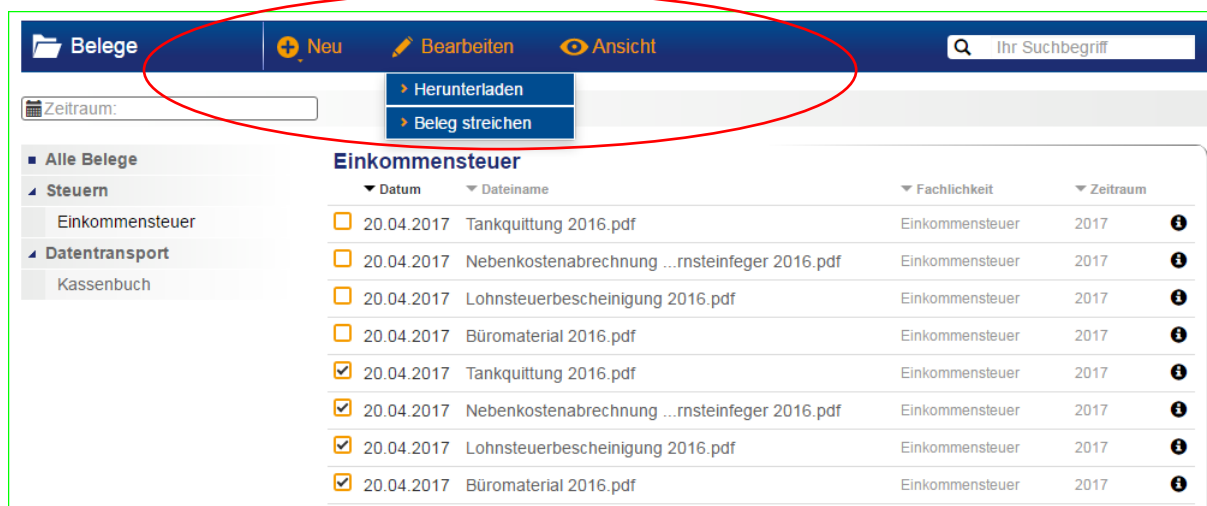 Belege Neu Bearbeiten Ansicht Ihr Suchbegriff
Herunterladen
Beleg streichen
Zeitraum:
Alle Belege
Steuern
Einkommensteuer
Datentransport
Kassenbuch
Einkommensteuer
Datum Dateiname Fachlichkeit Zeitraum
20.04.2017 Tankquittung 2016.pdf Einkommensteuer 2017
20.04.2017 Nebenkostenabrechnung ...rnsteinfeger 2016.pdf Einkommensteuer 2017
20.04.2017 Lohnsteuerbescheinigung 2016.pdf Einkommensteuer 2017
20.04.2017 Büromaterial 2016.pdf Einkommensteuer 2017
20.04.2017 Tankquittung 2016.pdf Einkommensteuer 2017
20.04.2017 Nebenkostenabrechnung ...rnsteinfeger 2016.pdf Einkommensteuer 2017
20.04.2017 Lohnsteuerbescheinigung 2016.pdf Einkommensteuer 2017
20.04.2017 Büromaterial 2016.pdf Einkommensteuer 2017